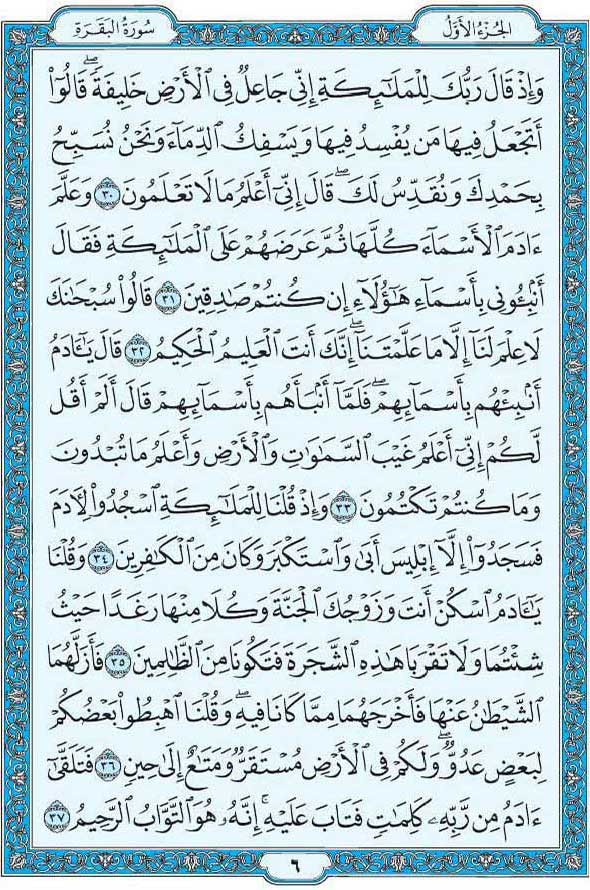 الجُزْءُ الأَوَّلُ
سُورَةُ البَقَرَةِ
وَإِذْ قَالَ رَبُّكَ لِلْمَلَـٰٓئِكَةِ إِنِّى جَاعِلٌ فِى ٱلْأَرْضِ خَلِيفَةً ۖ قَالُوٓا۟
أَتَجْعَلُ فِيهَا مَن يُفْسِدُ فِيهَا وَيَسْفِكُ ٱلدِّمَآءَ وَنَحْنُ نُسَبِّحُ
بِحَمْدِكَ وَنُقَدِّسُ لَكَ ۖ قَالَ إِنِّىٓ أَعْلَمُ مَا لَا تَعْلَمُونَ ٣٠ وَعَلَّمَ
ءَادَمَ ٱلْأَسْمَآءَ كُلَّهَا ثُمَّ عَرَضَهُمْ عَلَى ٱلْمَلَـٰٓئِكَةِ فَقَالَ
أَنۢبِـُٔونِى بِأَسْمَآءِ هَـٰٓؤُلَآءِ إِن كُنتُمْ صَـٰدِقِينَ ٣١ قَالُوا۟ سُبْحَـٰنَكَ
لَا عِلْمَ لَنَآ إِلَّا مَا عَلَّمْتَنَآ ۖ إِنَّكَ أَنتَ ٱلْعَلِيمُ ٱلْحَكِيمُ ٣٢ قَالَ يَـٰٓـَٔادَمُ
أَنۢبِئْهُم بِأَسْمَآئِهِمْ ۖ فَلَمَّآ أَنۢبَأَهُم بِأَسْمَآئِهِمْ قَالَ أَلَمْ أَقُل
لَّكُمْ إِنِّىٓ أَعْلَمُ غَيْبَ ٱلسَّمَـٰوَٰتِ وَٱلْأَرْضِ وَأَعْلَمُ مَا تُبْدُونَ
وَمَا كُنتُمْ تَكْتُمُونَ ٣٣ وَإِذْ قُلْنَا لِلْمَلَـٰٓئِكَةِ ٱسْجُدُوا۟ لِـَٔادَمَ
فَسَجَدُوٓا۟ إِلَّآ إِبْلِيسَ أَبَىٰ وَٱسْتَكْبَرَ وَكَانَ مِنَ ٱلْكَـٰفِرِينَ ٣٤ وَقُلْنَا
يَـٰٓـَٔادَمُ ٱسْكُنْ أَنتَ وَزَوْجُكَ ٱلْجَنَّةَ وَكُلَا مِنْهَا رَغَدًا حَيْثُ
شِئْتُمَا وَلَا تَقْرَبَا هَـٰذِهِ ٱلشَّجَرَةَ فَتَكُونَا مِنَ ٱلظَّـٰلِمِينَ ٣٥ فَأَزَلَّهُمَا
ٱلشَّيْطَـٰنُ عَنْهَا فَأَخْرَجَهُمَا مِمَّا كَانَا فِيهِ ۖ وَقُلْنَا ٱهْبِطُوا۟ بَعْضُكُمْ
لِبَعْضٍ عَدُوٌّ ۖ وَلَكُمْ فِى ٱلْأَرْضِ مُسْتَقَرٌّ وَمَتَـٰعٌ إِلَىٰ حِينٍ ٣٦ فَتَلَقَّىٰٓ
ءَادَمُ مِن رَّبِّهِۦ كَلِمَـٰتٍ فَتَابَ عَلَيْهِ ۚ إِنَّهُۥ هُوَ ٱلتَّوَّابُ ٱلرَّحِيمُ ٣٧
٦